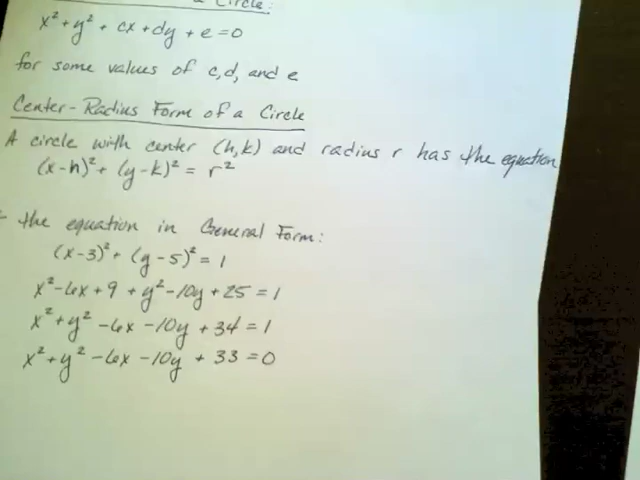 a Circle:
x² + y² + cx + dy + e = 0
for some values of c, d, and e
Center-Radius Form of a Circle
A circle with center (h, k) and radius r has the equation
(x - h)² + (y - k)² = r²
the equation in General Form:
(x - 3)² + (y - 5)² = 1
x² - 6x + 9 + y² - 10y + 25 = 1
x² + y² - 6x - 10y + 34 = 1
x² + y² - 6x - 10y + 33 = 0